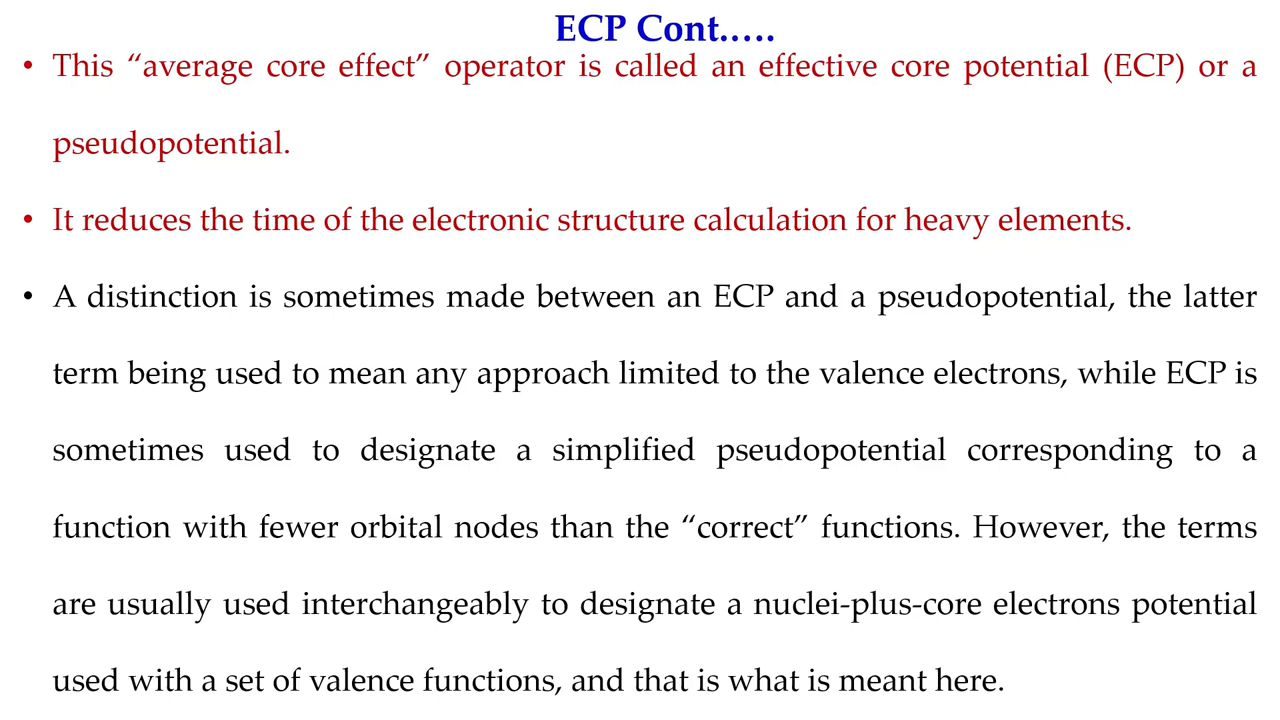 ECP Cont.….
• This “average core effect” operator is called an effective core potential (ECP) or a
pseudopotential.
• It reduces the time of the electronic structure calculation for heavy elements.
• A distinction is sometimes made between an ECP and a pseudopotential, the latter
term being used to mean any approach limited to the valence electrons, while ECP is
sometimes used to designate a simplified pseudopotential corresponding to a
function with fewer orbital nodes than the “correct” functions. However, the terms
are usually used interchangeably to designate a nuclei-plus-core electrons potential
used with a set of valence functions, and that is what is meant here.